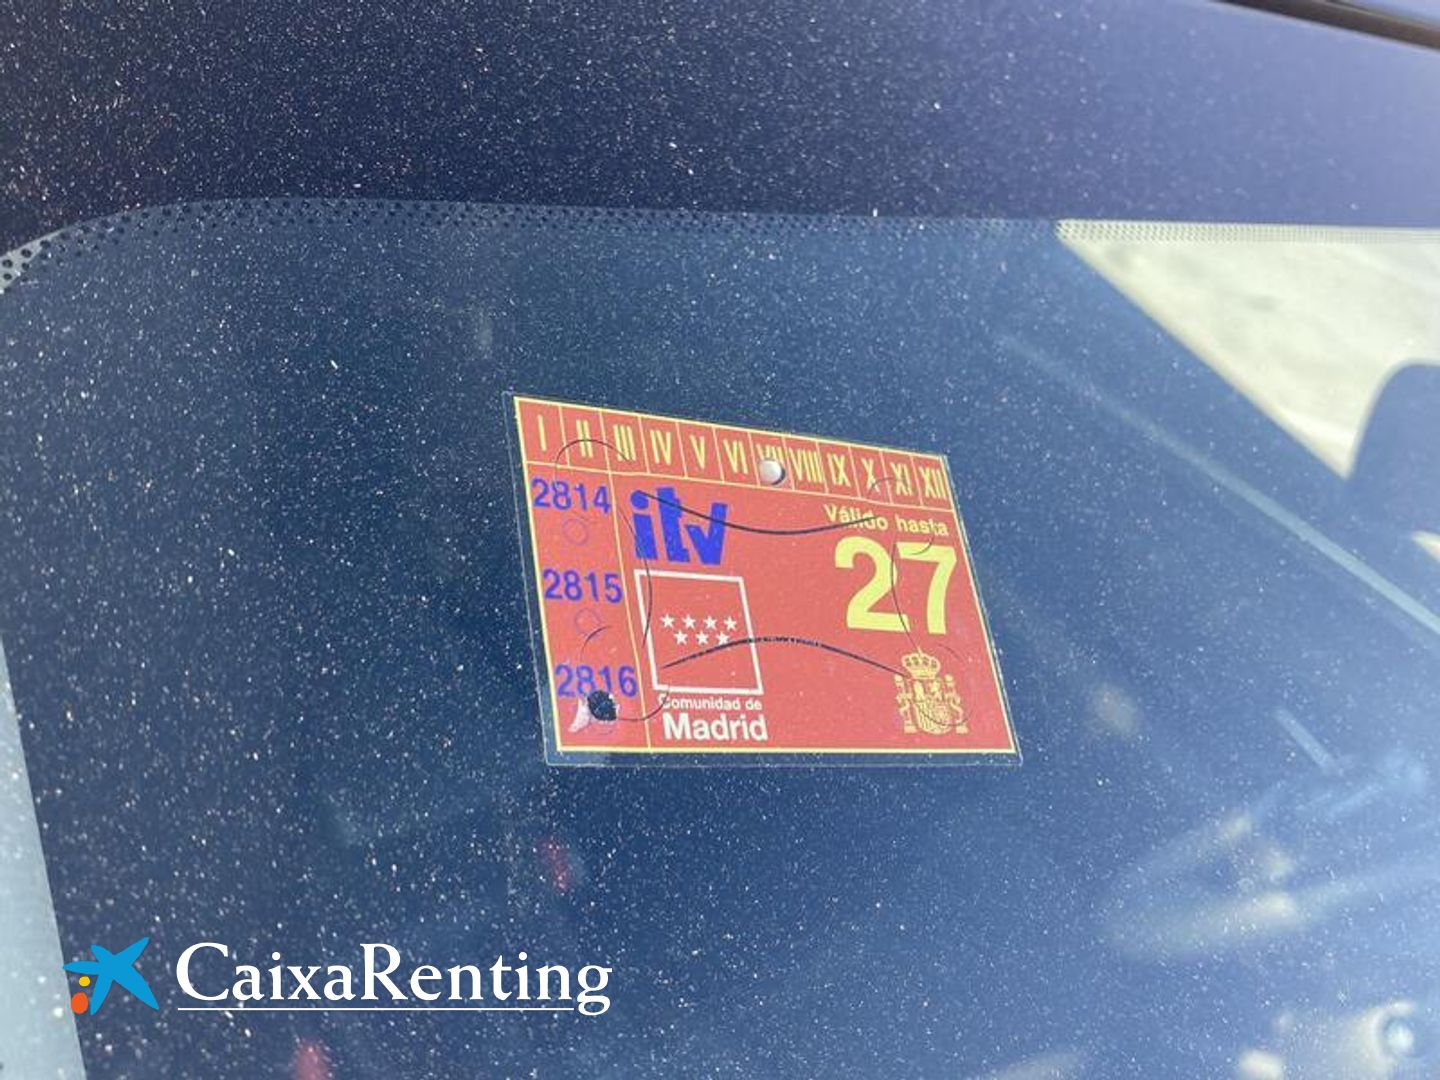 I II III IV V VI VII VIII IX X XI XII
2814
itv
Válido hasta
27
2815
2816
Comunidad de
Madrid
CaixaRenting